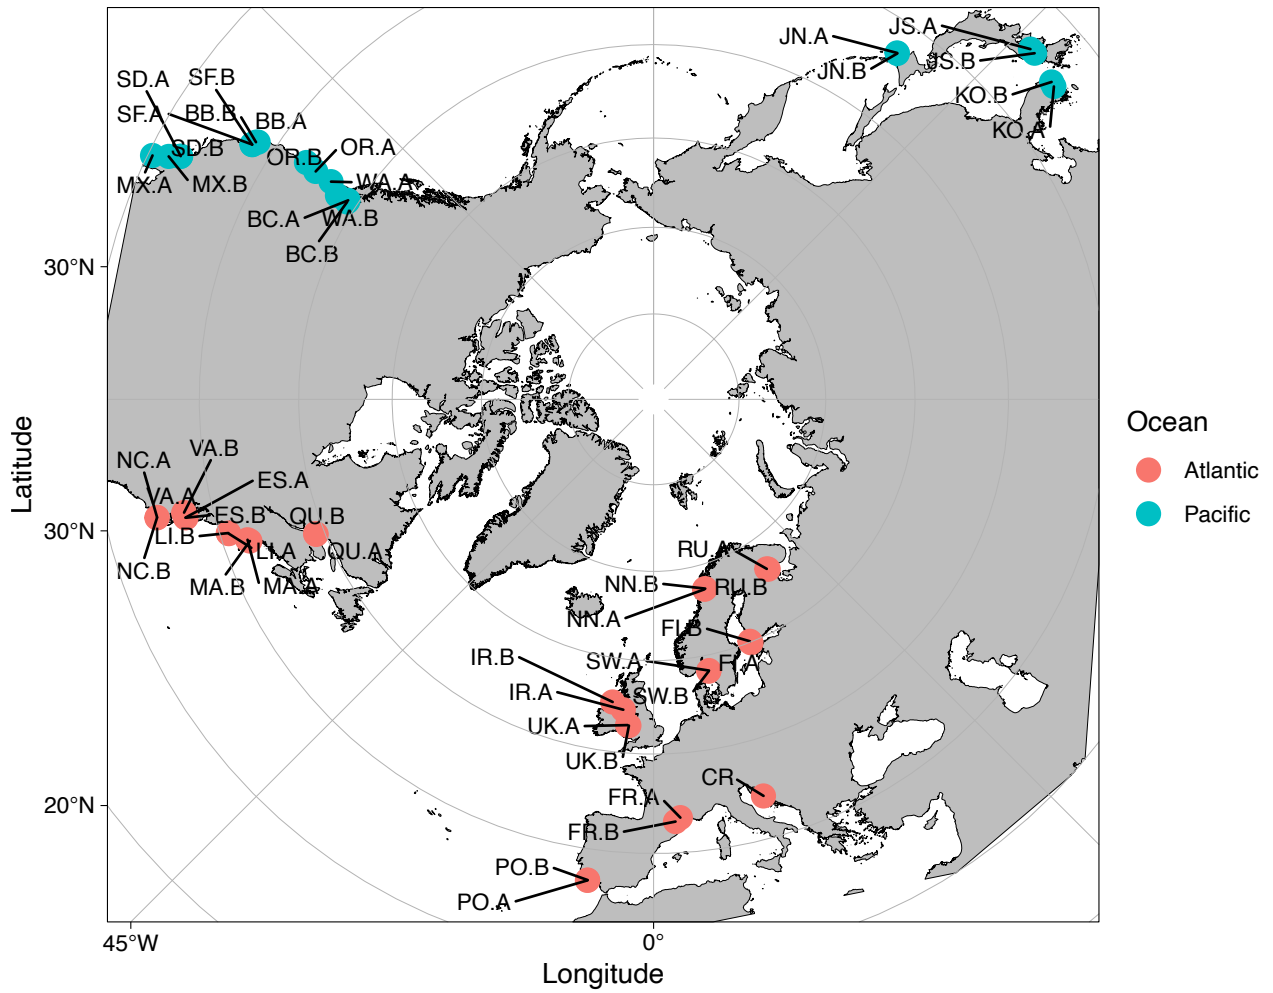 JN.A
JS.A
JN.B
JS.B
KO.B
KO.A
SD.A
SF.B
SF.A
BB.B
BB.A
SD.B
OR.B
OR.A
MX.A
MX.B
WA.A
BC.A
WA.B
BC.B
30°N
NC.A
VA.B
ES.A
VA.A
ES.B
QU.B
LI.B
LI.A
QU.A
NC.B
MA.B
MA.A
30°N
RU.A
NN.B
RU.B
NN.A
FI.B
IR.B
SW.A
FI.A
IR.A
SW.B
UK.A
UK.B
CR
FR.A
FR.B
20°N
PO.B
PO.A
45°W
0°
Longitude
Latitude
Ocean
Atlantic
Pacific